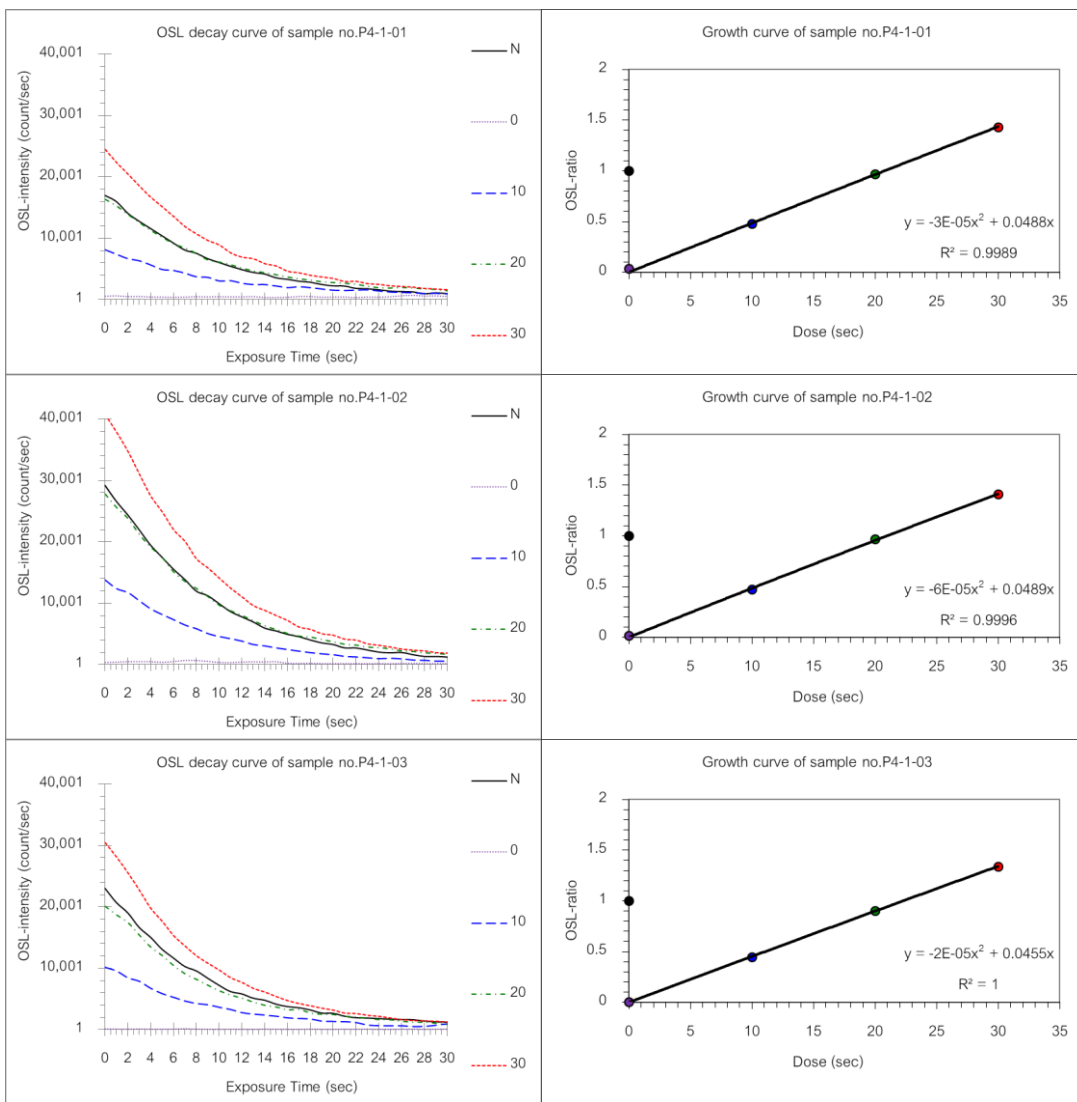 OSL decay curve of sample no.P4-1-01
OSL-intensity (count/sec)
40,001
30,001
20,001
10,001
1
0 2 4 6 8 10 12 14 16 18 20 22 24 26 28 30
Exposure Time (sec)
N
0
10
20
30
Growth curve of sample no.P4-1-01
OSL-ratio
2
1.5
1
0.5
0
0 5 10 15 20 25 30 35
Dose (sec)
y = -3E-05x² + 0.0488x
R² = 0.9989
OSL decay curve of sample no.P4-1-02
OSL-intensity (count/sec)
40,001
30,001
20,001
10,001
1
0 2 4 6 8 10 12 14 16 18 20 22 24 26 28 30
Exposure Time (sec)
N
0
10
20
30
Growth curve of sample no.P4-1-02
OSL-ratio
2
1.5
1
0.5
0
0 5 10 15 20 25 30 35
Dose (sec)
y = -6E-05x² + 0.0489x
R² = 0.9996
OSL decay curve of sample no.P4-1-03
OSL-intensity (count/sec)
40,001
30,001
20,001
10,001
1
0 2 4 6 8 10 12 14 16 18 20 22 24 26 28 30
Exposure Time (sec)
N
0
10
20
30
Growth curve of sample no.P4-1-03
OSL-ratio
2
1.5
1
0.5
0
0 5 10 15 20 25 30 35
Dose (sec)
y = -2E-05x² + 0.0455x
R² = 1